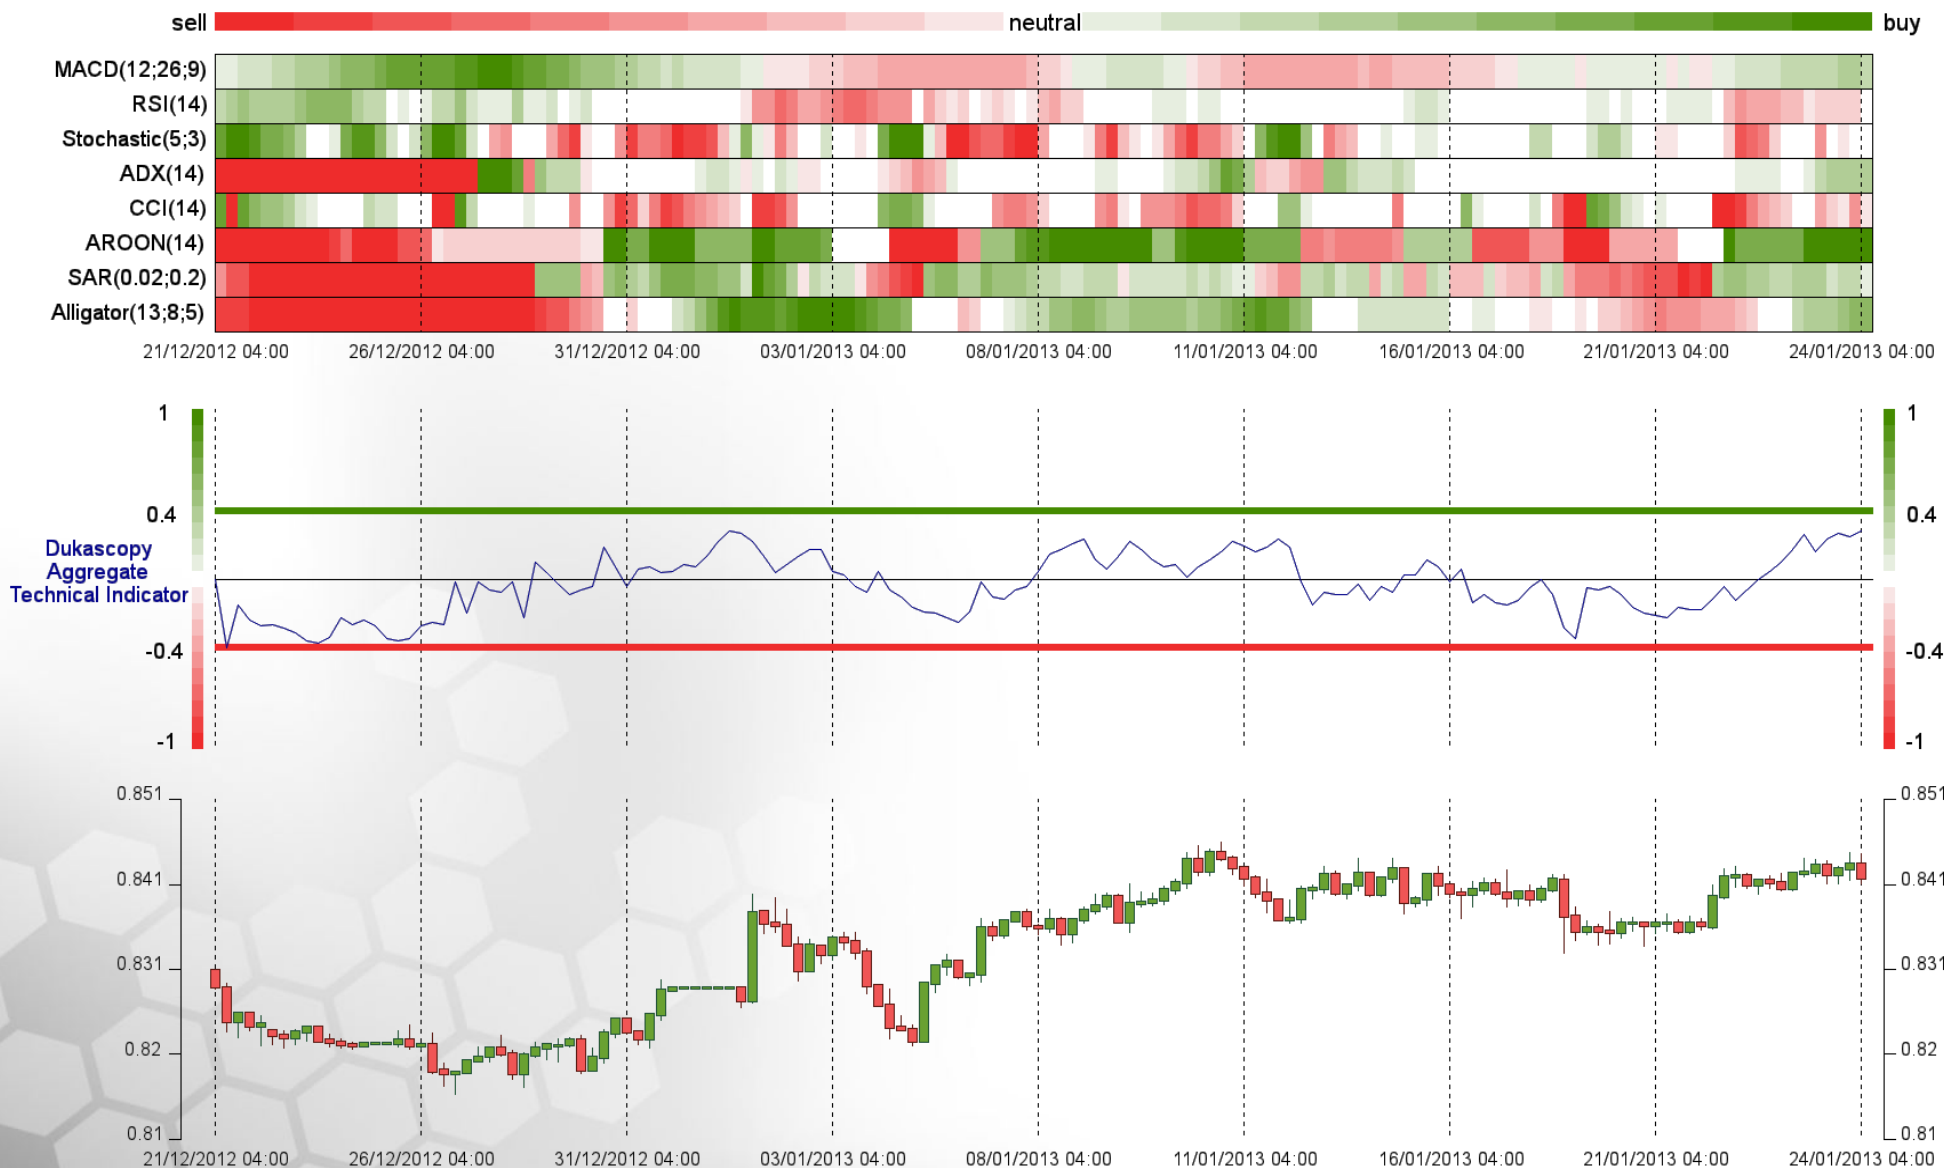 sell neutral buy
MACD(12;26;9)
RSI(14)
Stochastic(5;3)
ADX(14)
CCI(14)
AROON(14)
SAR(0.02;0.2)
Alligator(13;8;5)
21/12/2012 04:00 26/12/2012 04:00 31/12/2012 04:00 03/01/2013 04:00 08/01/2013 04:00 11/01/2013 04:00 16/01/2013 04:00 21/01/2013 04:00 24/01/2013 04:00
1 1
0.4 0.4
Dukascopy
Aggregate
Technical Indicator
-0.4 -0.4
-1 -1
0.851 0.851
0.841 0.841
0.831 0.831
0.82 0.82
0.81 0.81
21/12/2012 04:00 26/12/2012 04:00 31/12/2012 04:00 03/01/2013 04:00 08/01/2013 04:00 11/01/2013 04:00 16/01/2013 04:00 21/01/2013 04:00 24/01/2013 04:00